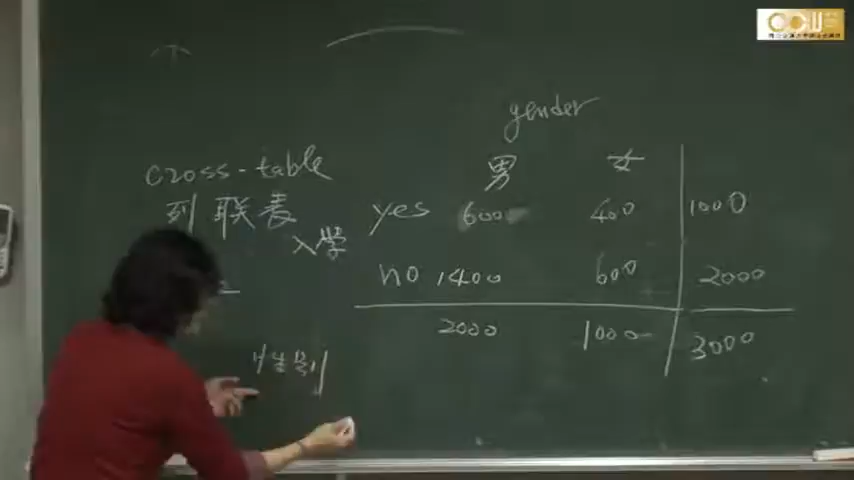 gender
cross-table 男 女
列联表 yes 600 400 1000
入学
no 1400 600 2000
2000 1000 3000
性别